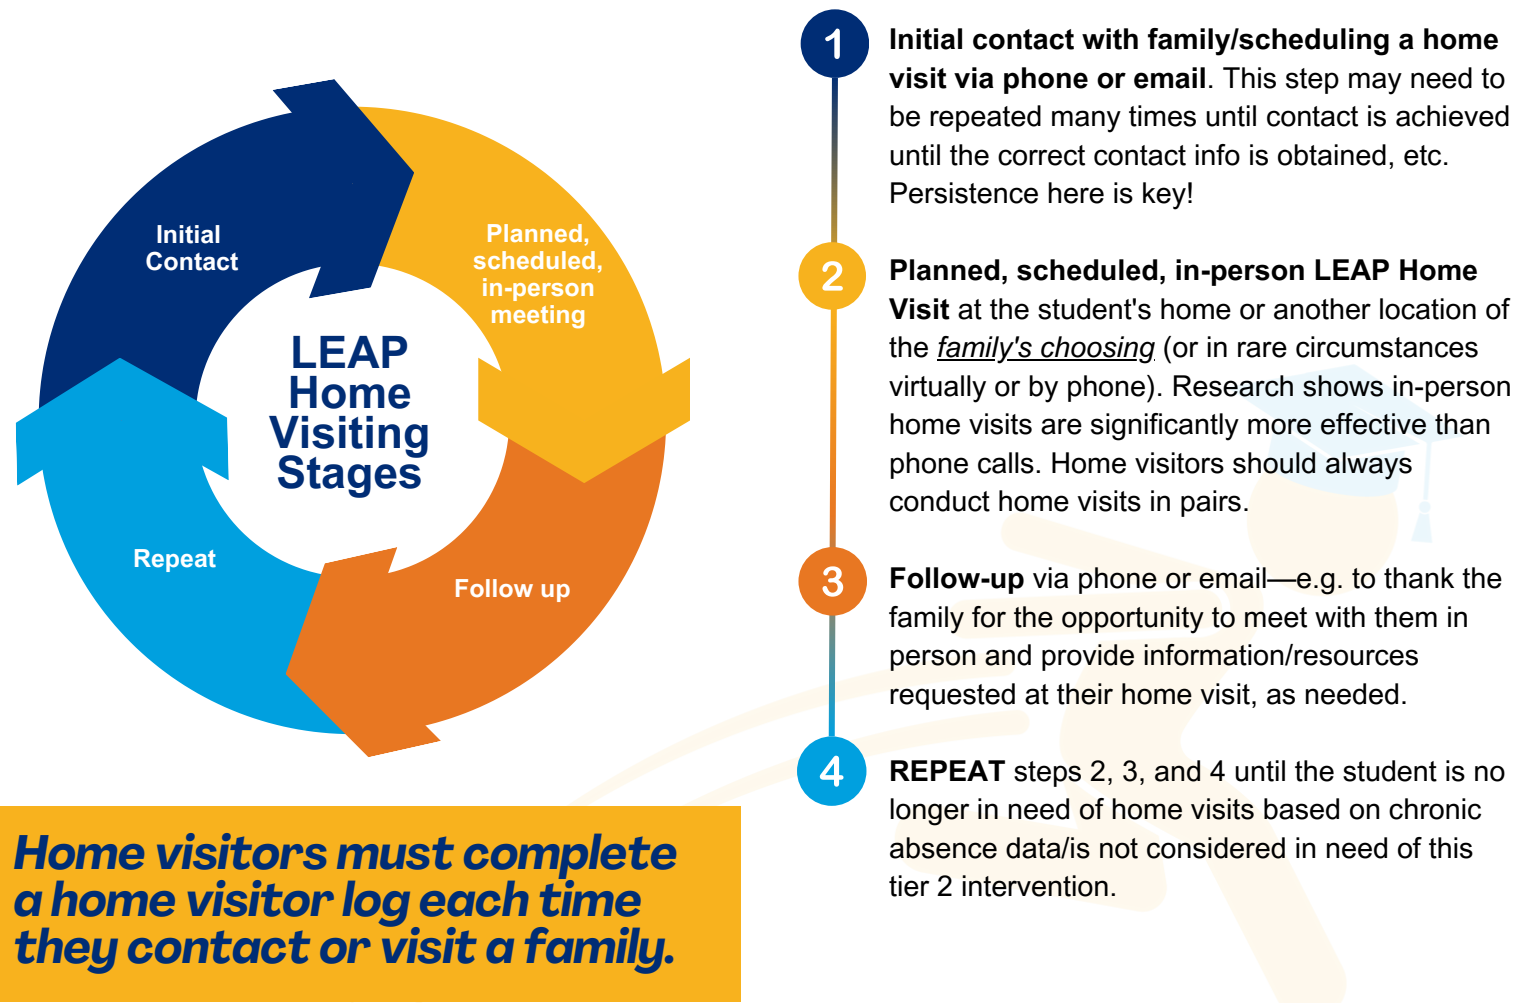 Initial
Contact
Planned,
scheduled,
in-person
meeting
LEAP
Home
Visiting
Stages
Repeat
Follow up
Home visitors must complete
a home visitor log each time
they contact or visit a family.
1
Initial contact with family/scheduling a home
visit via phone or email. This step may need to
be repeated many times until contact is achieved
until the correct contact info is obtained, etc.
Persistence here is key!
2
Planned, scheduled, in-person LEAP Home
Visit at the student's home or another location of
the family's choosing (or in rare circumstances
virtually or by phone). Research shows in-person
home visits are significantly more effective than
phone calls. Home visitors should always
conduct home visits in pairs.
3
Follow-up via phone or email—e.g. to thank the
family for the opportunity to meet with them in
person and provide information/resources
requested at their home visit, as needed.
4
REPEAT steps 2, 3, and 4 until the student is no
longer in need of home visits based on chronic
absence data/is not considered in need of this
tier 2 intervention.